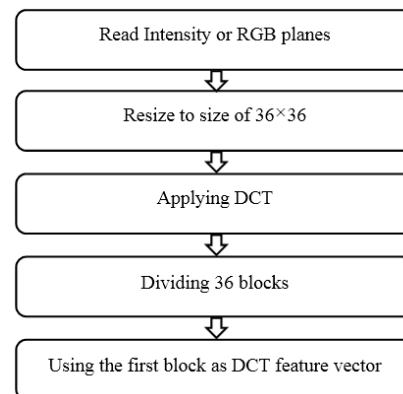 Read Intensity or RGB planes
Resize to size of 36×36
Applying DCT
Dividing 36 blocks
Using the first block as DCT feature vector